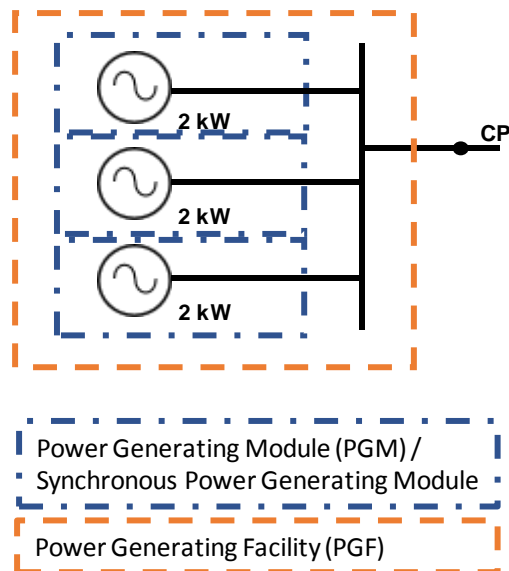 2 kW
CP
2 kW
2 kW
Power Generating Module (PGM) /
Synchronous Power Generating Module
Power Generating Facility (PGF)